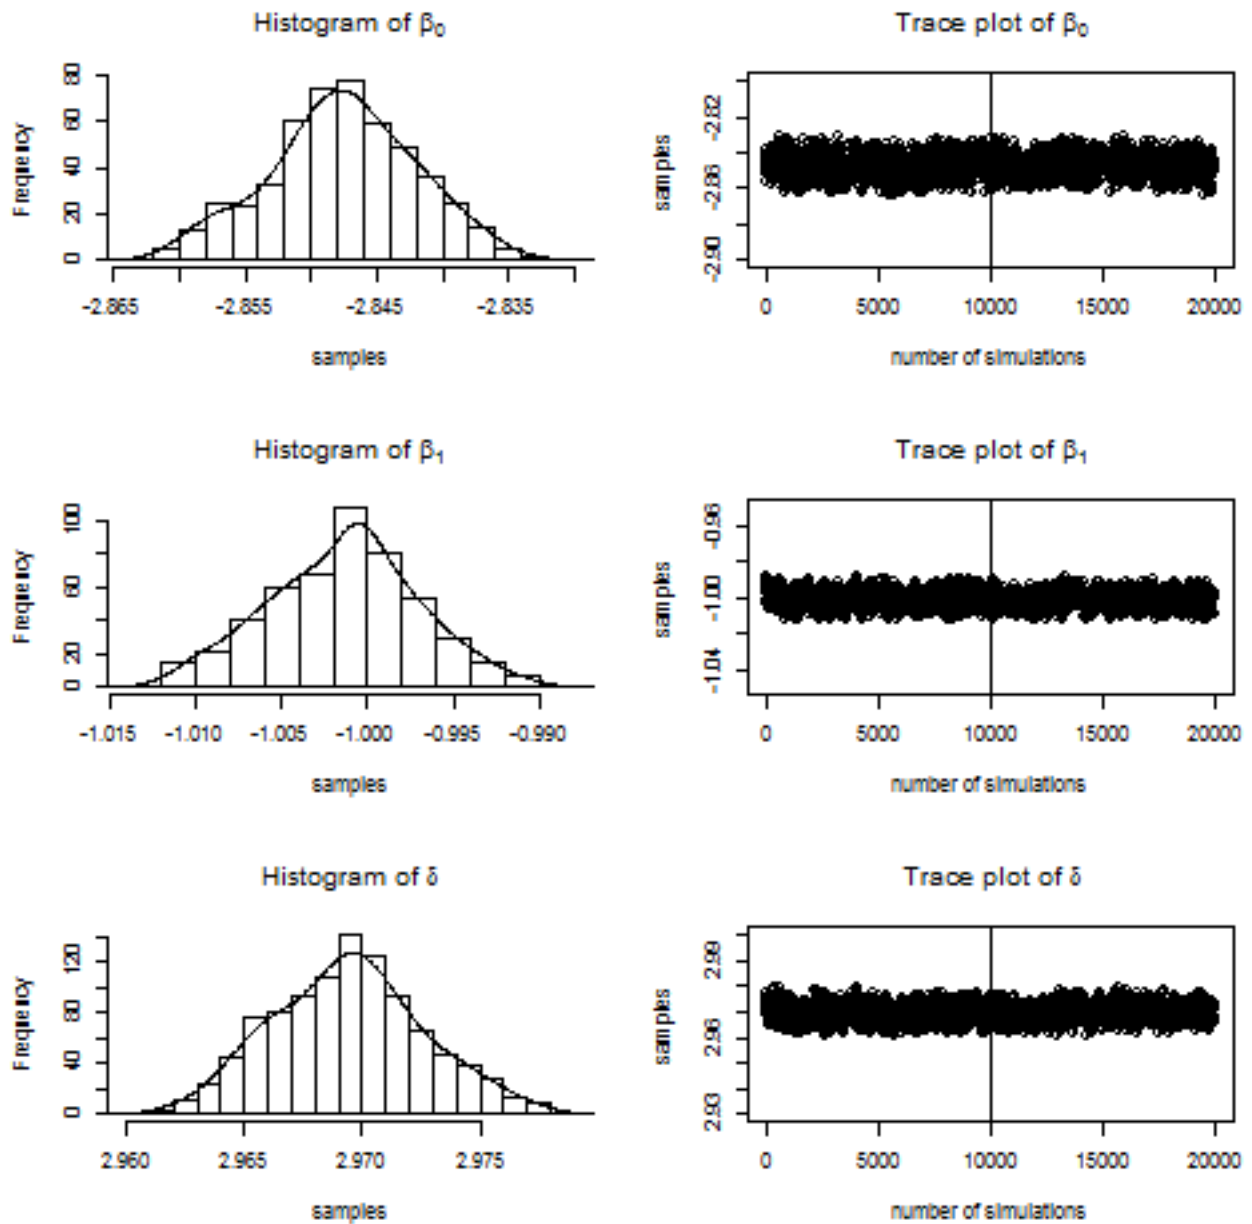 Histogram of β₀
Trace plot of β₀
Frequency
80
60
40
20
0
-2.865 -2.855 -2.845 -2.835
samples
samples
-2.82
-2.86
-2.90
0 5000 10000 15000 20000
number of simulations
Histogram of β₁
Trace plot of β₁
Frequency
100
60
20
0
-1.015 -1.010 -1.005 -1.000 -0.995 -0.990
samples
samples
-0.96
-1.00
-1.04
0 5000 10000 15000 20000
number of simulations
Histogram of δ
Trace plot of δ
Frequency
120
80
40
0
2.960 2.965 2.970 2.975
samples
samples
2.99
2.96
2.93
0 5000 10000 15000 20000
number of simulations